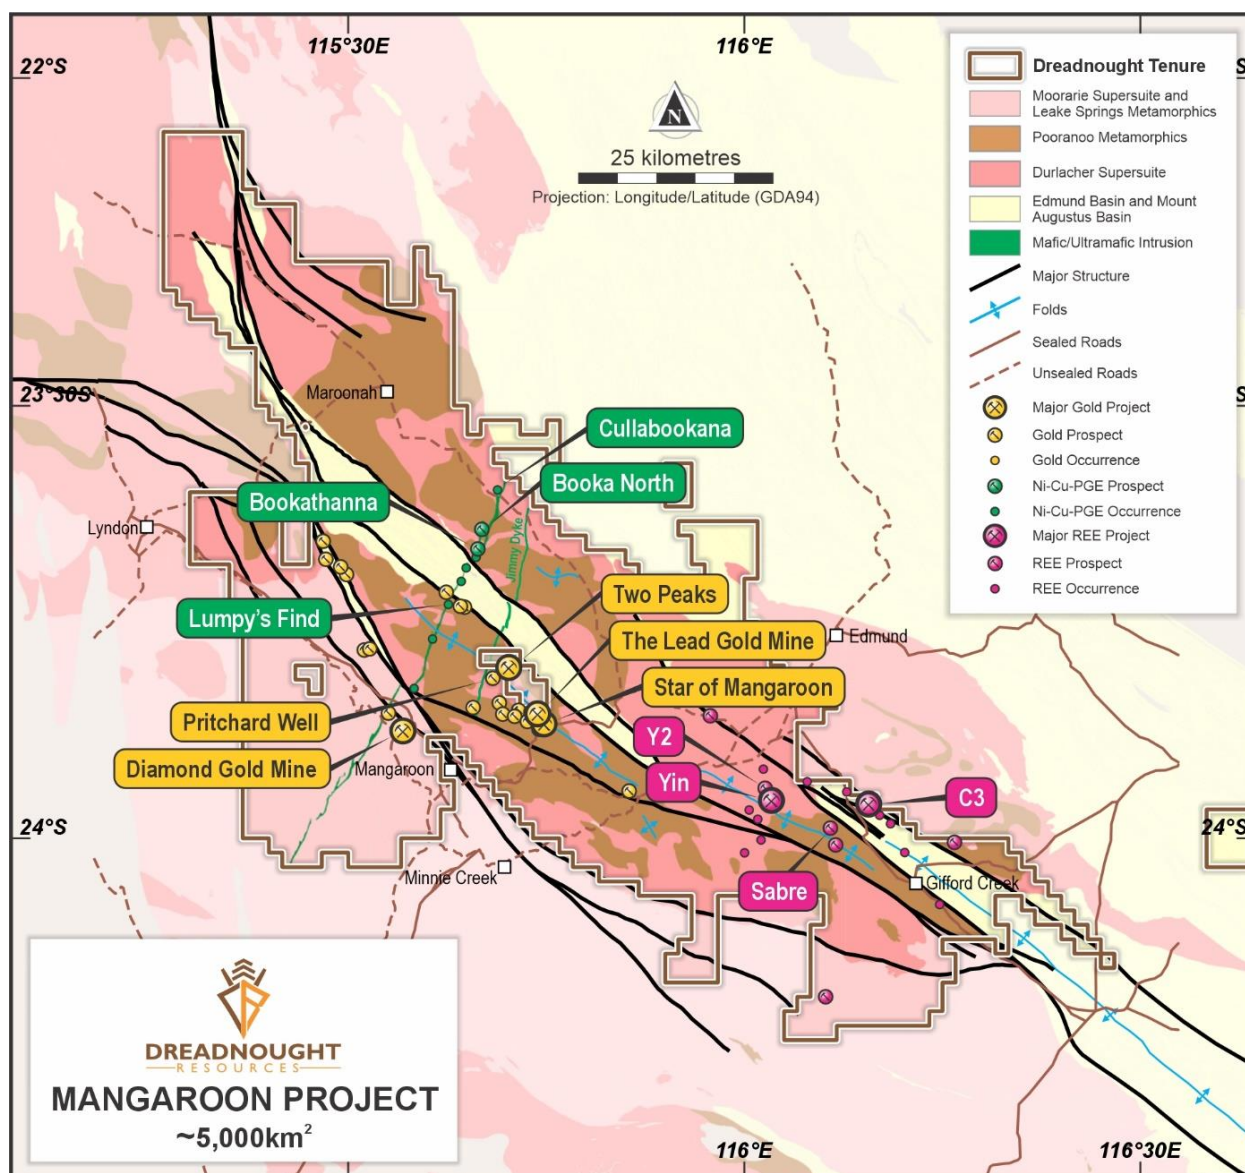 115°30'E
116°E
22°S
S
N
25 kilometres
Projection: Longitude/Latitude (GDA94)
Dreadnought Tenure
Moorarie Supersuite and
Leake Springs Metamorphics
Pooranoo Metamorphics
Durlacher Supersuite
Edmund Basin and Mount
Augustus Basin
Mafic/Ultramafic Intrusion
Major Structure
Folds
Sealed Roads
Unsealed Roads
Major Gold Project
Gold Prospect
Gold Occurrence
Ni-Cu-PGE Prospect
Ni-Cu-PGE Occurrence
Major REE Project
REE Prospect
REE Occurrence
23°30'S
S
Maroonah
Cullabookana
Booka North
Bookathanna
Lyndon
Jimmy Dyke
Two Peaks
Lumpy's Find
The Lead Gold Mine
Edmund
Star of Mangaroon
Pritchard Well
Y2
Diamond Gold Mine
Mangaroon
Yin
C3
24°S
24°S
Minnie Creek
Sabre
Gifford Creek
DREADNOUGHT
RESOURCES
MANGAROON PROJECT
~5,000km²
116°E
116°30'E